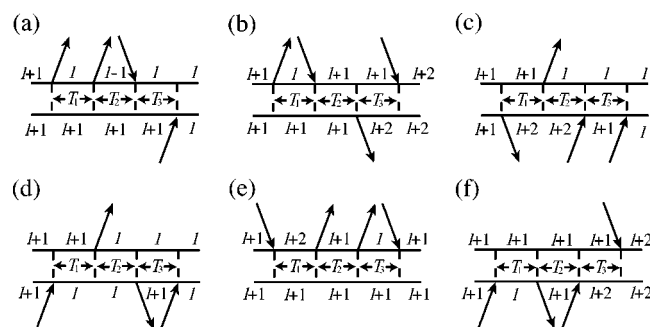 (a) (b) (c)
l+1 l l-1 l l l+1 l l+1 l+1 l+2 l+1 l+1 l l l
T1 T2 T3 T1 T2 T3 T1 T2 T3
l+1 l+1 l+1 l+1 l l+1 l+1 l+1 l+2 l+2 l+1 l+2 l+2 l+1 l
(d) (e) (f)
l+1 l+1 l l l l+1 l+2 l+1 l l+1 l+1 l+1 l+1 l+1 l+2
T1 T2 T3 T1 T2 T3 T1 T2 T3
l+1 l l l+1 l l+1 l+1 l+1 l+1 l+1 l+1 l l+1 l+2 l+2